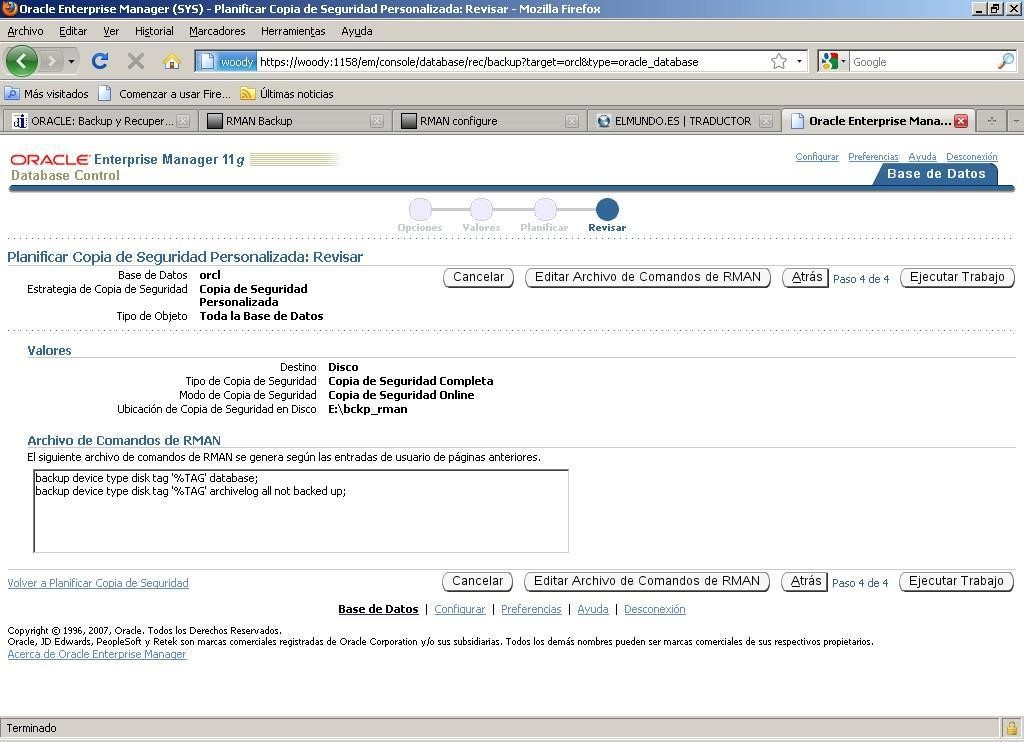 Oracle Enterprise Manager (SYS) - Planificar Copia de Seguridad Personalizada: Revisar - Mozilla Firefox
Archivo Editar Ver Historial Marcadores Herramientas Ayuda
woody https://woody:1158/em/console/database/rec/backup?target=orcl&type=oracle_database Google
Más visitados Comenzar a usar Fire... Últimas noticias
ORACLE: Backup y Recuper... RMAN Backup RMAN configure ELMUNDO.ES | TRADUCTOR Oracle Enterprise Mana...
ORACLE Enterprise Manager 11g
Database Control
Configurar Preferencias Ayuda Desconexión
Base de Datos
Opciones Valores Planificar Revisar
Planificar Copia de Seguridad Personalizada: Revisar
Base de Datos orcl
Estrategia de Copia de Seguridad Copia de Seguridad Personalizada
Tipo de Objeto Toda la Base de Datos
Cancelar Editar Archivo de Comandos de RMAN Atrás Paso 4 de 4 Ejecutar Trabajo
Valores
Destino Disco
Tipo de Copia de Seguridad Copia de Seguridad Completa
Modo de Copia de Seguridad Copia de Seguridad Online
Ubicación de Copia de Seguridad en Disco E:\bckp_rman
Archivo de Comandos de RMAN
El siguiente archivo de comandos de RMAN se genera según las entradas de usuario de páginas anteriores.
backup device type disk tag '%TAG' database;
backup device type disk tag '%TAG' archivelog all not backed up;
Volver a Planificar Copia de Seguridad
Cancelar Editar Archivo de Comandos de RMAN Atrás Paso 4 de 4 Ejecutar Trabajo
Base de Datos | Configurar | Preferencias | Ayuda | Desconexión
Copyright © 1996, 2007, Oracle. Todos los Derechos Reservados.
Oracle, JD Edwards, PeopleSoft y Retek son marcas comerciales registradas de Oracle Corporation y/o sus subsidiarias. Todos los demás nombres pueden ser marcas comerciales de sus respectivos propietarios.
Acerca de Oracle Enterprise Manager
Terminado